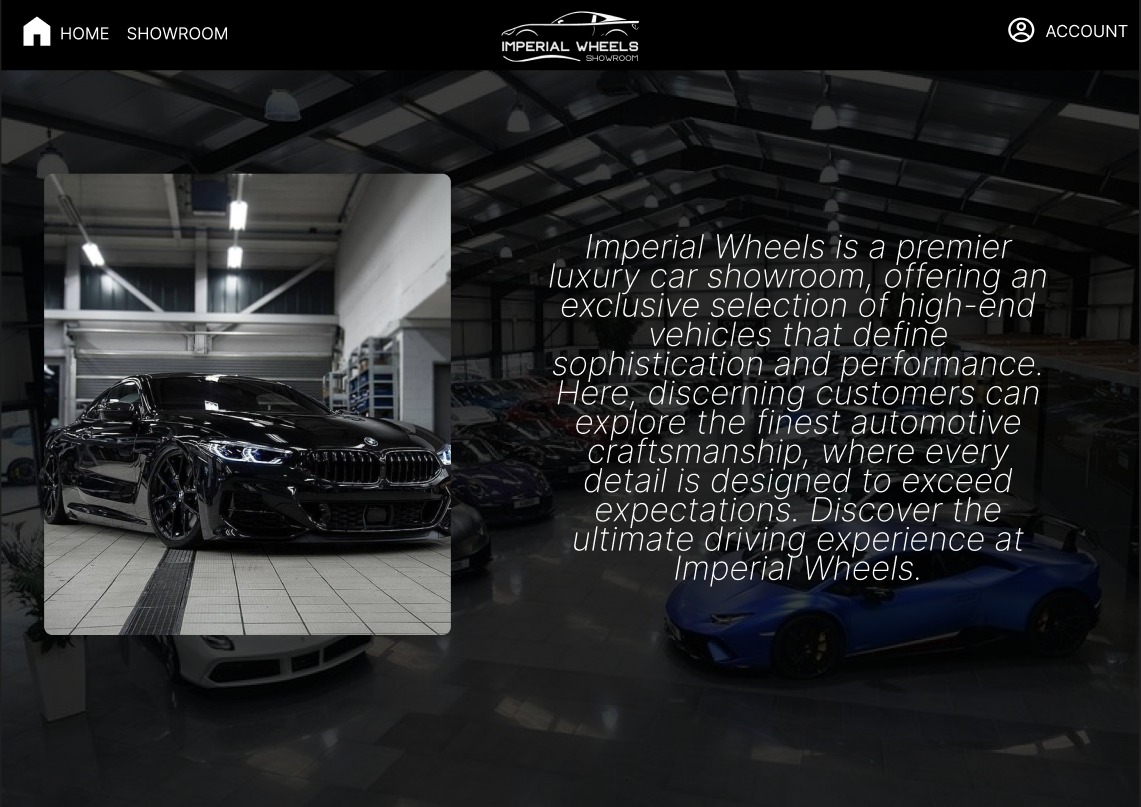 HOME SHOWROOM
IMPERIAL WHEELS
SHOWROOM
ACCOUNT
Imperial Wheels is a premier
luxury car showroom, offering an
exclusive selection of high-end
vehicles that define
sophistication and performance.
Here, discerning customers can
explore the finest automotive
craftsmanship, where every
detail is designed to exceed
expectations. Discover the
ultimate driving experience at
Imperial Wheels.